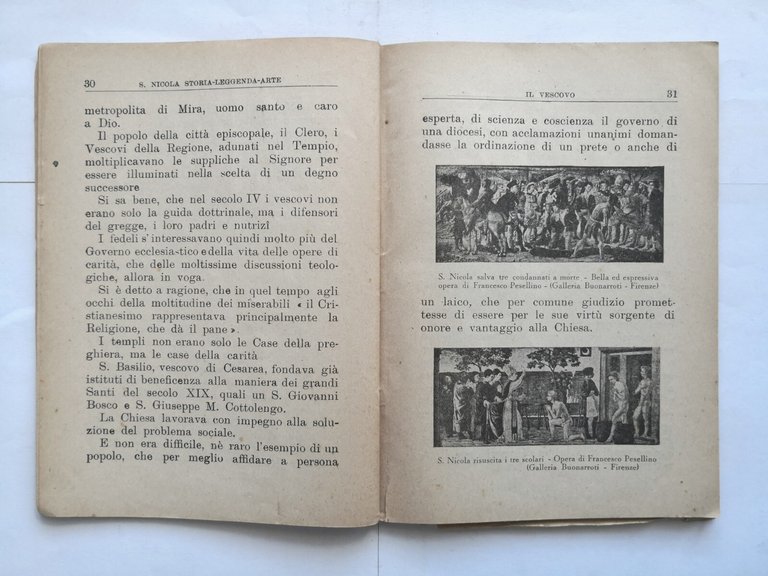 30 S. NICOLA STORIA-LEGGENDA-ARTE
metropolita di Mira, uomo santo e caro
a Dio.
Il popolo della città episcopale, il Clero, i
Vescovi della Regione, adunati nel Tempio,
moltiplicavano le suppliche al Signore per
essere illuminati nella scelta di un degno
successore
Si sa bene, che nel secolo IV i vescovi non
erano solo la guida dottrinale, ma i difensori
del gregge, i loro padri e nutrizî
I fedeli s'interessavano quindi molto più del
Governo ecclesiastico e della vita delle opere di
carità, che delle moltissime discussioni teolo-
giche, allora in voga.
Si è detto a ragione, che in quel tempo agli
occhi della moltitudine dei miserabili « il Cri-
stianesimo rappresentava principalmente la
Religione, che dà il pane ».
I templi non erano solo le Case della pre-
ghiera, ma le case della carità
S. Basilio, vescovo di Cesarea, fondava già
istituti di beneficenza alla maniera dei grandi
Santi del secolo XIX, quali un S. Giovanni
Bosco e S. Giuseppe M. Cottolengo.
La Chiesa lavorava con impegno alla solu-
zione del problema sociale.
E non era difficile, nè raro l'esempio di un
popolo, che per meglio affidare a persona
IL VESCOVO 31
esperta, di scienza e coscienza il governo di
una diocesi, con acclamazioni unanimi doman-
dasse la ordinazione di un prete o anche di
S. Nicola salva tre condannati a morte - Bella ed espressiva
opera di Francesco Pesellino - (Galleria Buonarroti - Firenze)
un laico, che per comune giudizio promet-
tesse di essere per le sue virtù sorgente di
onore e vantaggio alla Chiesa.
S. Nicola risuscita i tre scolari - Opera di Francesco Pesellino
(Galleria Buonarroti - Firenze)